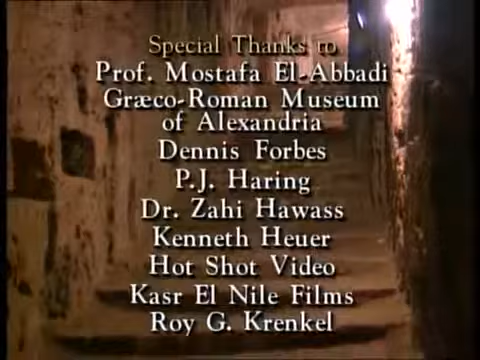 Special Thanks to
Prof. Mostafa El-Abbadi
Græco-Roman Museum
of Alexandria
Dennis Forbes
P.J. Haring
Dr. Zahi Hawass
Kenneth Heuer
Hot Shot Video
Kasr El Nile Films
Roy G. Krenkel